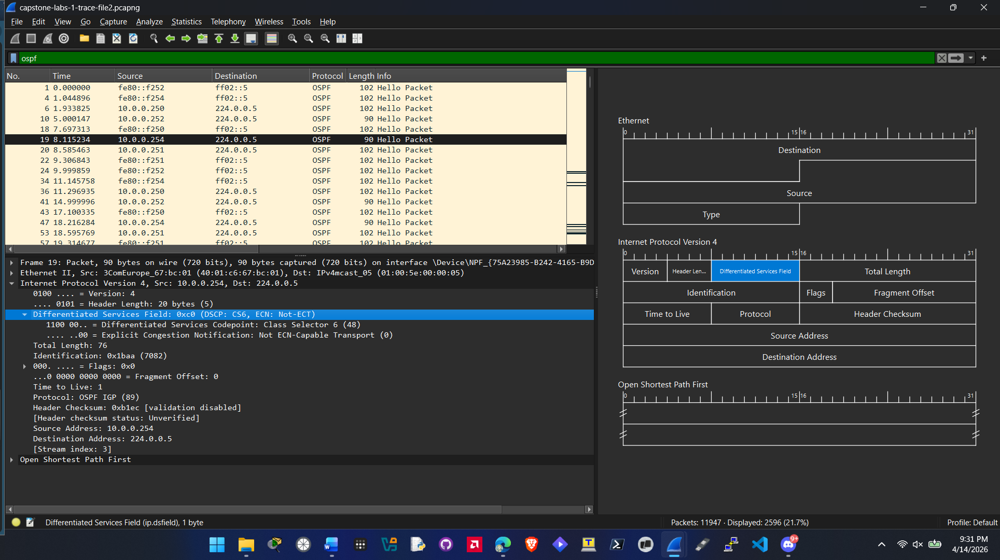 capstone-labs-1-trace-file2.pcapng
File Edit View Go Capture Analyze Statistics Telephony Wireless Tools Help
ospf
No. Time Source Destination Protocol Length Info
1 0.000000 fe80::f252 ff02::5 OSPF 102 Hello Packet
4 1.044896 fe80::f254 ff02::5 OSPF 102 Hello Packet
6 1.933825 10.0.0.250 224.0.0.5 OSPF 102 Hello Packet
10 5.000147 10.0.0.252 224.0.0.5 OSPF 90 Hello Packet
18 7.697313 fe80::f250 ff02::5 OSPF 102 Hello Packet
19 8.115234 10.0.0.254 224.0.0.5 OSPF 90 Hello Packet
20 8.585463 10.0.0.251 224.0.0.5 OSPF 102 Hello Packet
22 9.306843 fe80::f251 ff02::5 OSPF 102 Hello Packet
24 9.999859 fe80::f252 ff02::5 OSPF 102 Hello Packet
34 11.145758 fe80::f254 ff02::5 OSPF 102 Hello Packet
36 11.296935 10.0.0.250 224.0.0.5 OSPF 102 Hello Packet
41 14.999996 10.0.0.252 224.0.0.5 OSPF 90 Hello Packet
43 17.100335 fe80::f250 ff02::5 OSPF 102 Hello Packet
47 18.216284 10.0.0.254 224.0.0.5 OSPF 90 Hello Packet
53 18.595769 10.0.0.251 224.0.0.5 OSPF 102 Hello Packet
57 19.314677 fe80::f251 ff02::5 OSPF 102 Hello Packet
Frame 19: Packet, 90 bytes on wire (720 bits), 90 bytes captured (720 bits) on interface \Device\NPF_{75A23985-B242-4165-B9D
Ethernet II, Src: 3ComEurope_67:bc:01 (40:01:c6:67:bc:01), Dst: IPv4mcast_05 (01:00:5e:00:00:05)
Internet Protocol Version 4, Src: 10.0.0.254, Dst: 224.0.0.5
0100 .... = Version: 4
.... 0101 = Header Length: 20 bytes (5)
Differentiated Services Field: 0xc0 (DSCP: CS6, ECN: Not-ECT)
1100 00.. = Differentiated Services Codepoint: Class Selector 6 (48)
.... ..00 = Explicit Congestion Notification: Not ECN-Capable Transport (0)
Total Length: 76
Identification: 0x1baa (7082)
000. .... = Flags: 0x0
...0 0000 0000 0000 = Fragment Offset: 0
Time to Live: 1
Protocol: OSPF IGP (89)
Header Checksum: 0xb1ec [validation disabled]
[Header checksum status: Unverified]
Source Address: 10.0.0.254
Destination Address: 224.0.0.5
[Stream index: 3]
Open Shortest Path First
Ethernet
0 15 16 31
Destination
Source
Type
Internet Protocol Version 4
0 15 16 31
Version Header Len... Differentiated Services Field Total Length
Identification Flags Fragment Offset
Time to Live Protocol Header Checksum
Source Address
Destination Address
Open Shortest Path First
0 15 16 31
Differentiated Services Field (ip.dsfield), 1 byte
Packets: 11947 · Displayed: 2596 (21.7%)
Profile: Default
9+
9:31 PM
4/14/2026